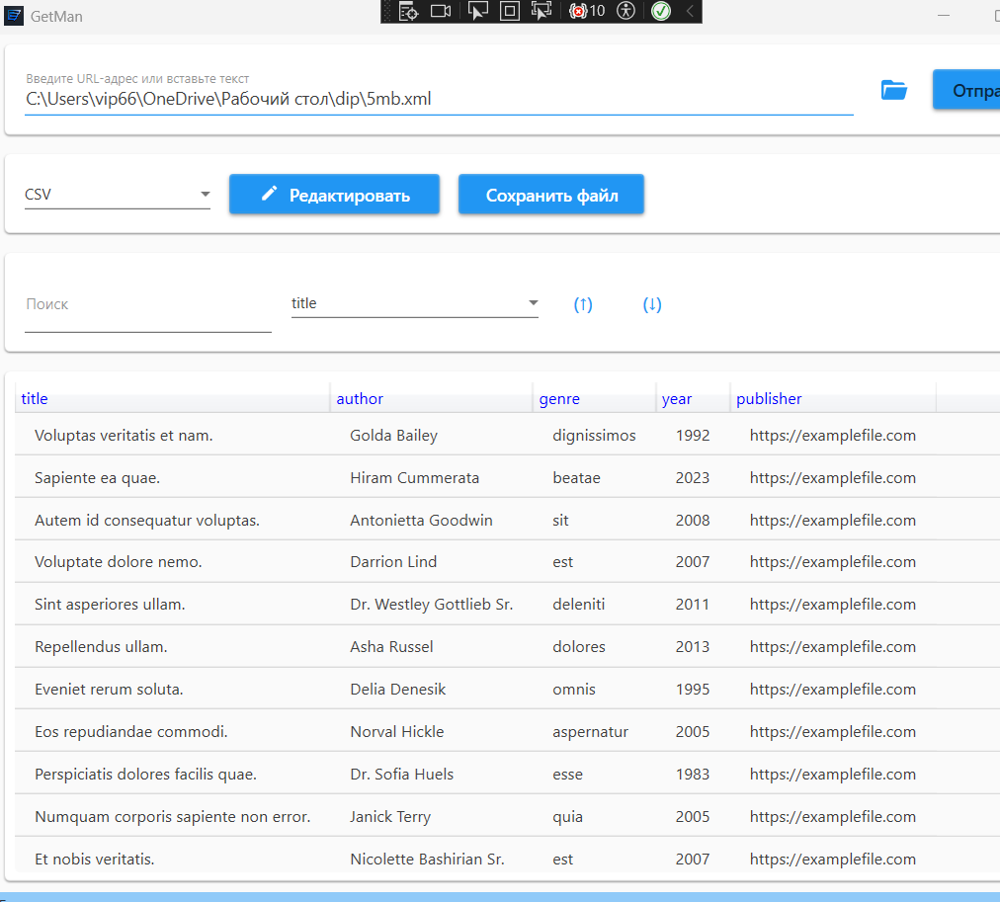 GetMan
10
Введите URL-адрес или вставьте текст
C:\Users\vip66\OneDrive\Рабочий стол\dip\5mb.xml
Отпра
CSV
Редактировать
Сохранить файл
Поиск
title
(↑)
(↓)
title author genre year publisher
Voluptas veritatis et nam. Golda Bailey dignissimos 1992 https://examplefile.com
Sapiente ea quae. Hiram Cummerata beatae 2023 https://examplefile.com
Autem id consequatur voluptas. Antonietta Goodwin sit 2008 https://examplefile.com
Voluptate dolore nemo. Darrion Lind est 2007 https://examplefile.com
Sint asperiores ullam. Dr. Westley Gottlieb Sr. deleniti 2011 https://examplefile.com
Repellendus ullam. Asha Russel dolores 2013 https://examplefile.com
Eveniet rerum soluta. Delia Denesik omnis 1995 https://examplefile.com
Eos repudiandae commodi. Norval Hickle aspernatur 2005 https://examplefile.com
Perspiciatis dolores facilis quae. Dr. Sofia Huels esse 1983 https://examplefile.com
Numquam corporis sapiente non error. Janick Terry quia 2005 https://examplefile.com
Et nobis veritatis. Nicolette Bashirian Sr. est 2007 https://examplefile.com